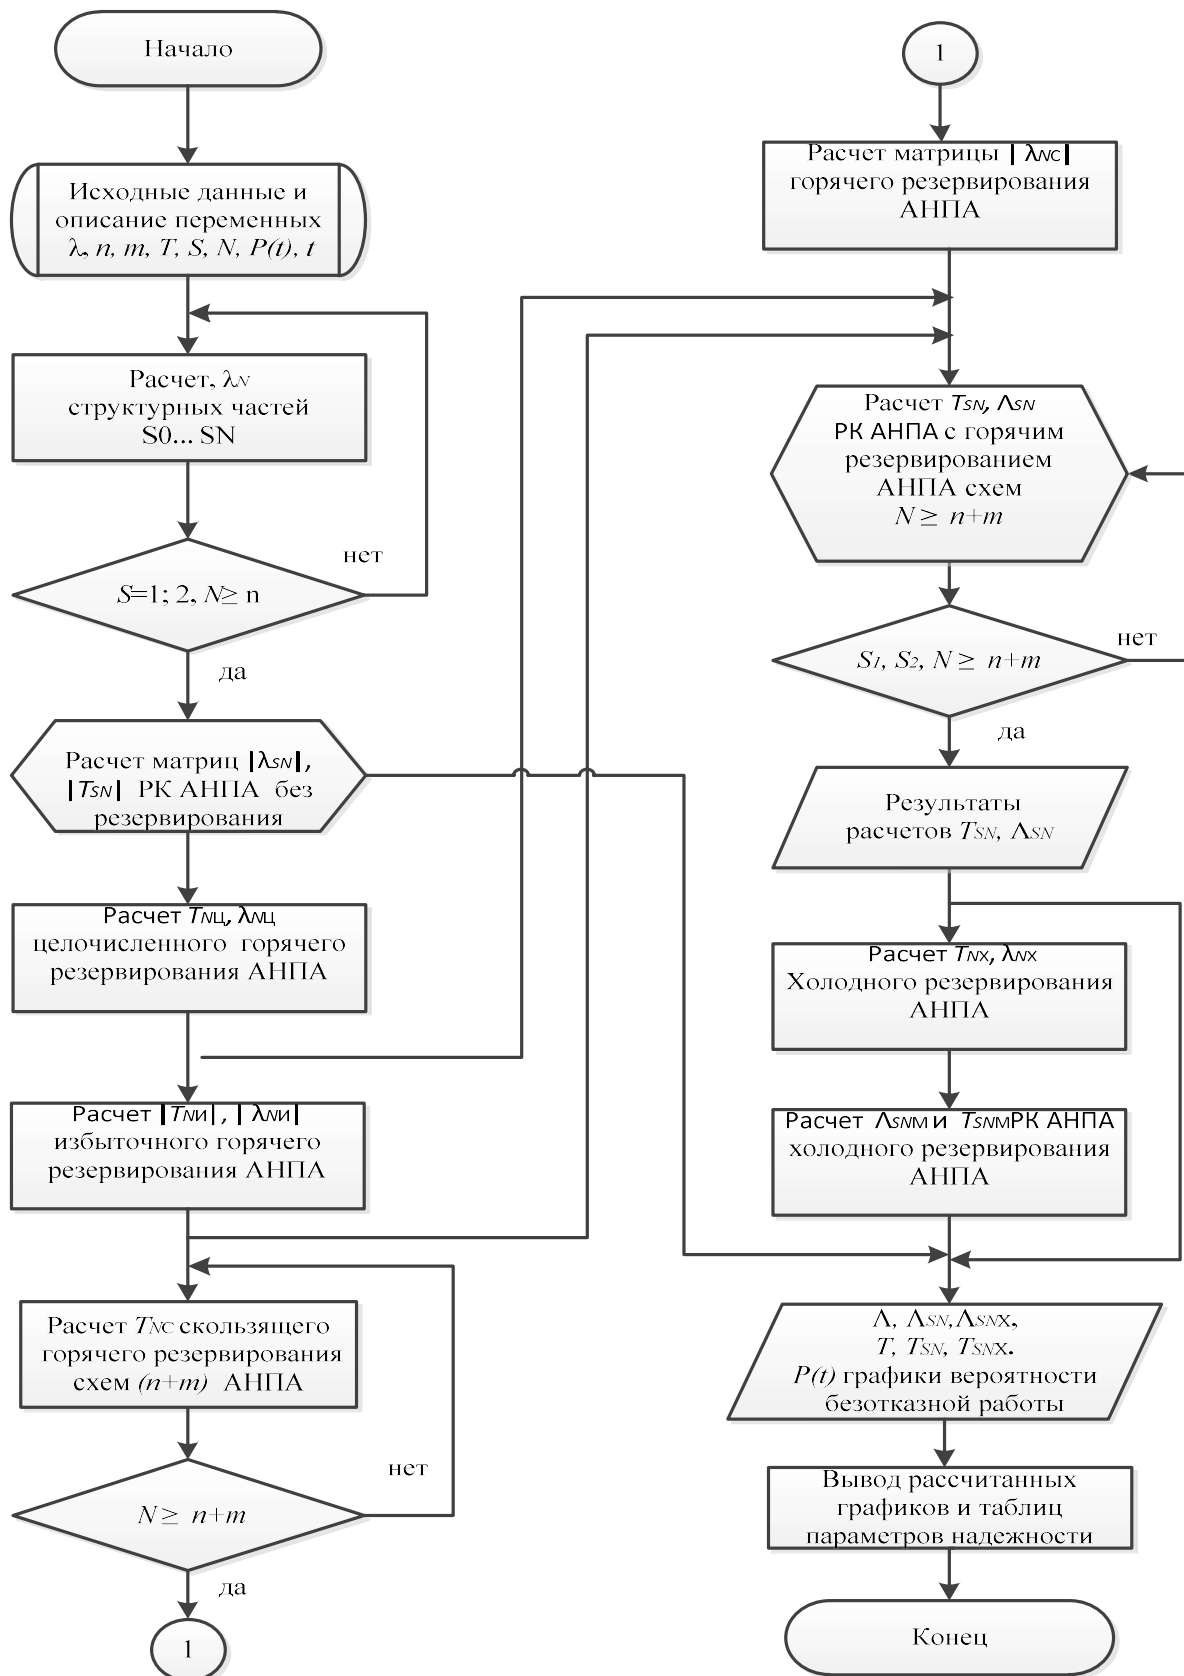 Начало
Исходные данные и
описание переменных
λ, n, m, T, S, N, P(t), t
Расчет, λN
структурных частей
S0... SN
нет
S=1; 2, N≥ n
да
Расчет матриц |λSN|,
|TSN| РК АНПА без
резервирования
Расчет TNЦ, λNЦ
целочисленного горячего
резервирования АНПА
Расчет |TNИ|, | λNИ|
избыточного горячего
резервирования АНПА
Расчет TNC скользящего
горячего резервирования
схем (n+m) АНПА
нет
N ≥ n+m
да
1
1
Расчет матрицы | λNC|
горячего резервирования
АНПА
Расчет TSN, ΛSN
РК АНПА с горячим
резервированием
АНПА схем
N ≥ n+m
нет
S1, S2, N ≥ n+m
да
Результаты
расчетов TSN, ΛSN
Расчет TNX, λNX
Холодного резервирования
АНПА
Расчет ΛSNM и TSNMРК АНПА
холодного резервирования
АНПА
Λ, ΛSN,ΛSNX,
T, TSN, TSNX.
P(t) графики вероятности
безотказной работы
Вывод рассчитанных
графиков и таблиц
параметров надежности
Конец